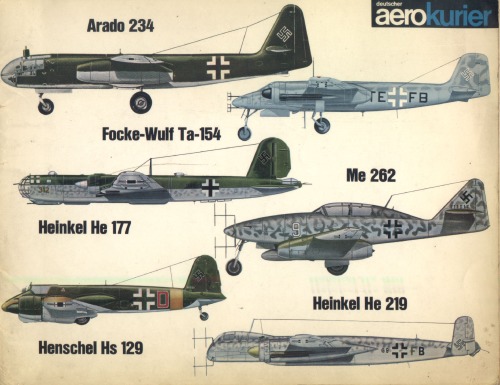 Arado 234
deutscher
aerokurier
TE FB
Focke-Wulf Ta-154
Me 262
Heinkel He 177
Heinkel He 219
Henschel Hs 129
FB